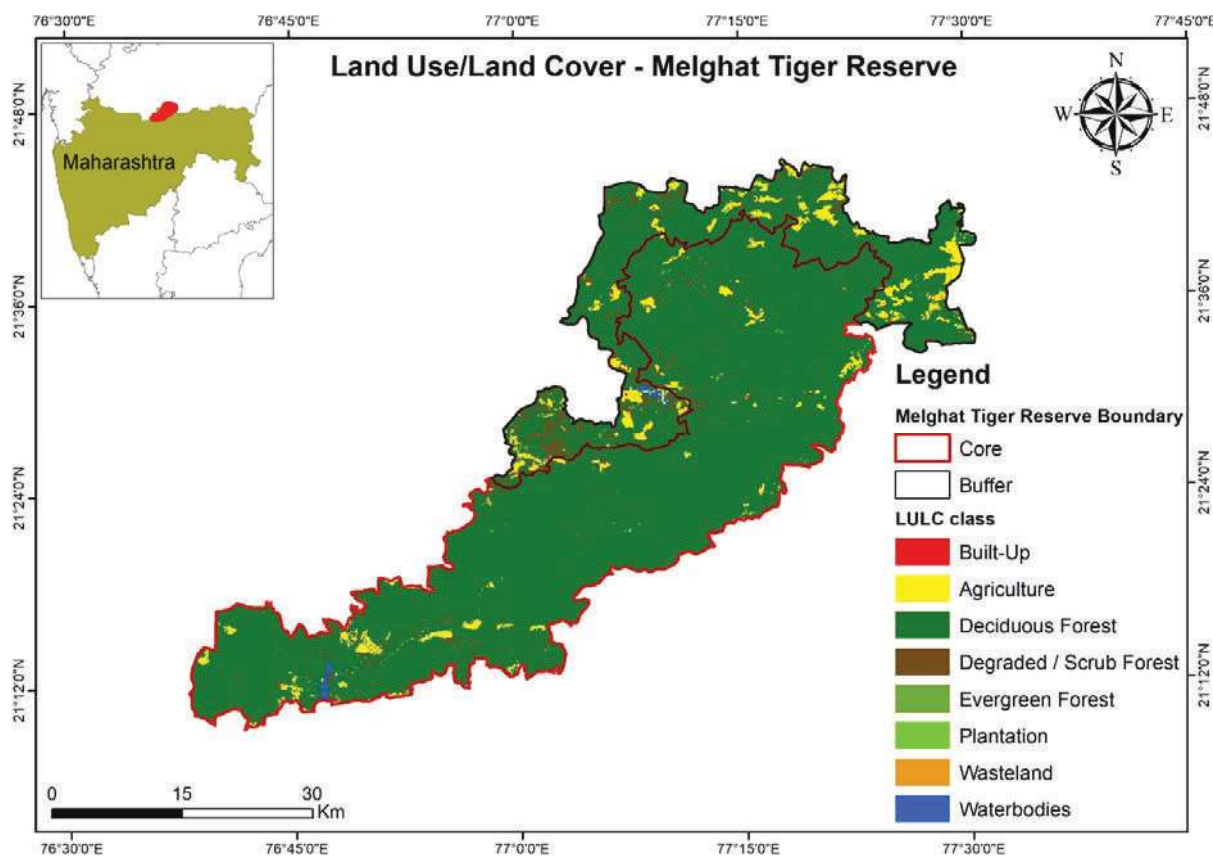 76°30'0"E 76°45'0"E 77°0'0"E 77°15'0"E 77°30'0"E 77°45'0"E
Land Use/Land Cover - Melghat Tiger Reserve
Maharashtra
N
W E
S
21°48'0"N
21°36'0"N
21°24'0"N
21°12'0"N
21°48'0"N
21°36'0"N
21°24'0"N
21°12'0"N
Legend
Melghat Tiger Reserve Boundary
Core
Buffer
LULC class
Built-Up
Agriculture
Deciduous Forest
Degraded / Scrub Forest
Evergreen Forest
Plantation
Wasteland
Waterbodies
0 15 30
Km
76°30'0"E 76°45'0"E 77°0'0"E 77°15'0"E 77°30'0"E